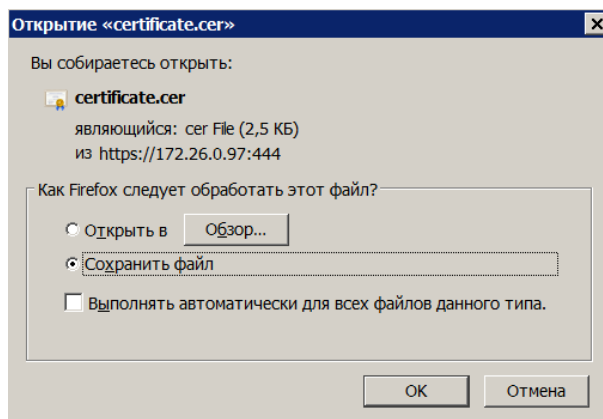 Открытие «certificate.cer»
Вы собираетесь открыть:
certificate.cer
являющийся: cer File (2,5 КБ)
из https://172.26.0.97:444
Как Firefox следует обработать этот файл?
Открыть в Обзор...
Сохранить файл
Выполнять автоматически для всех файлов данного типа.
ОК Отмена